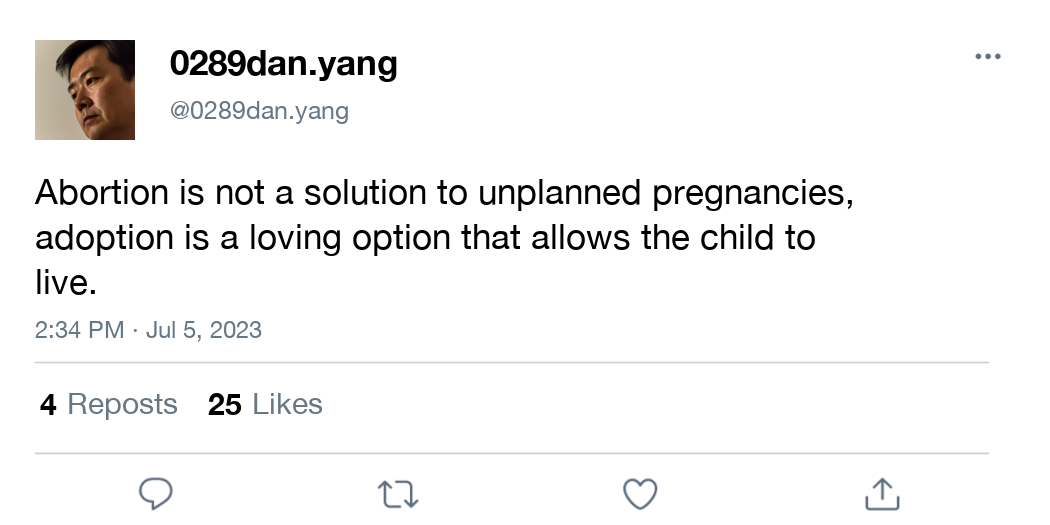 0289dan.yang
@0289dan.yang
Abortion is not a solution to unplanned pregnancies,
adoption is a loving option that allows the child to
live.
2:34 PM · Jul 5, 2023
4 Reposts 25 Likes